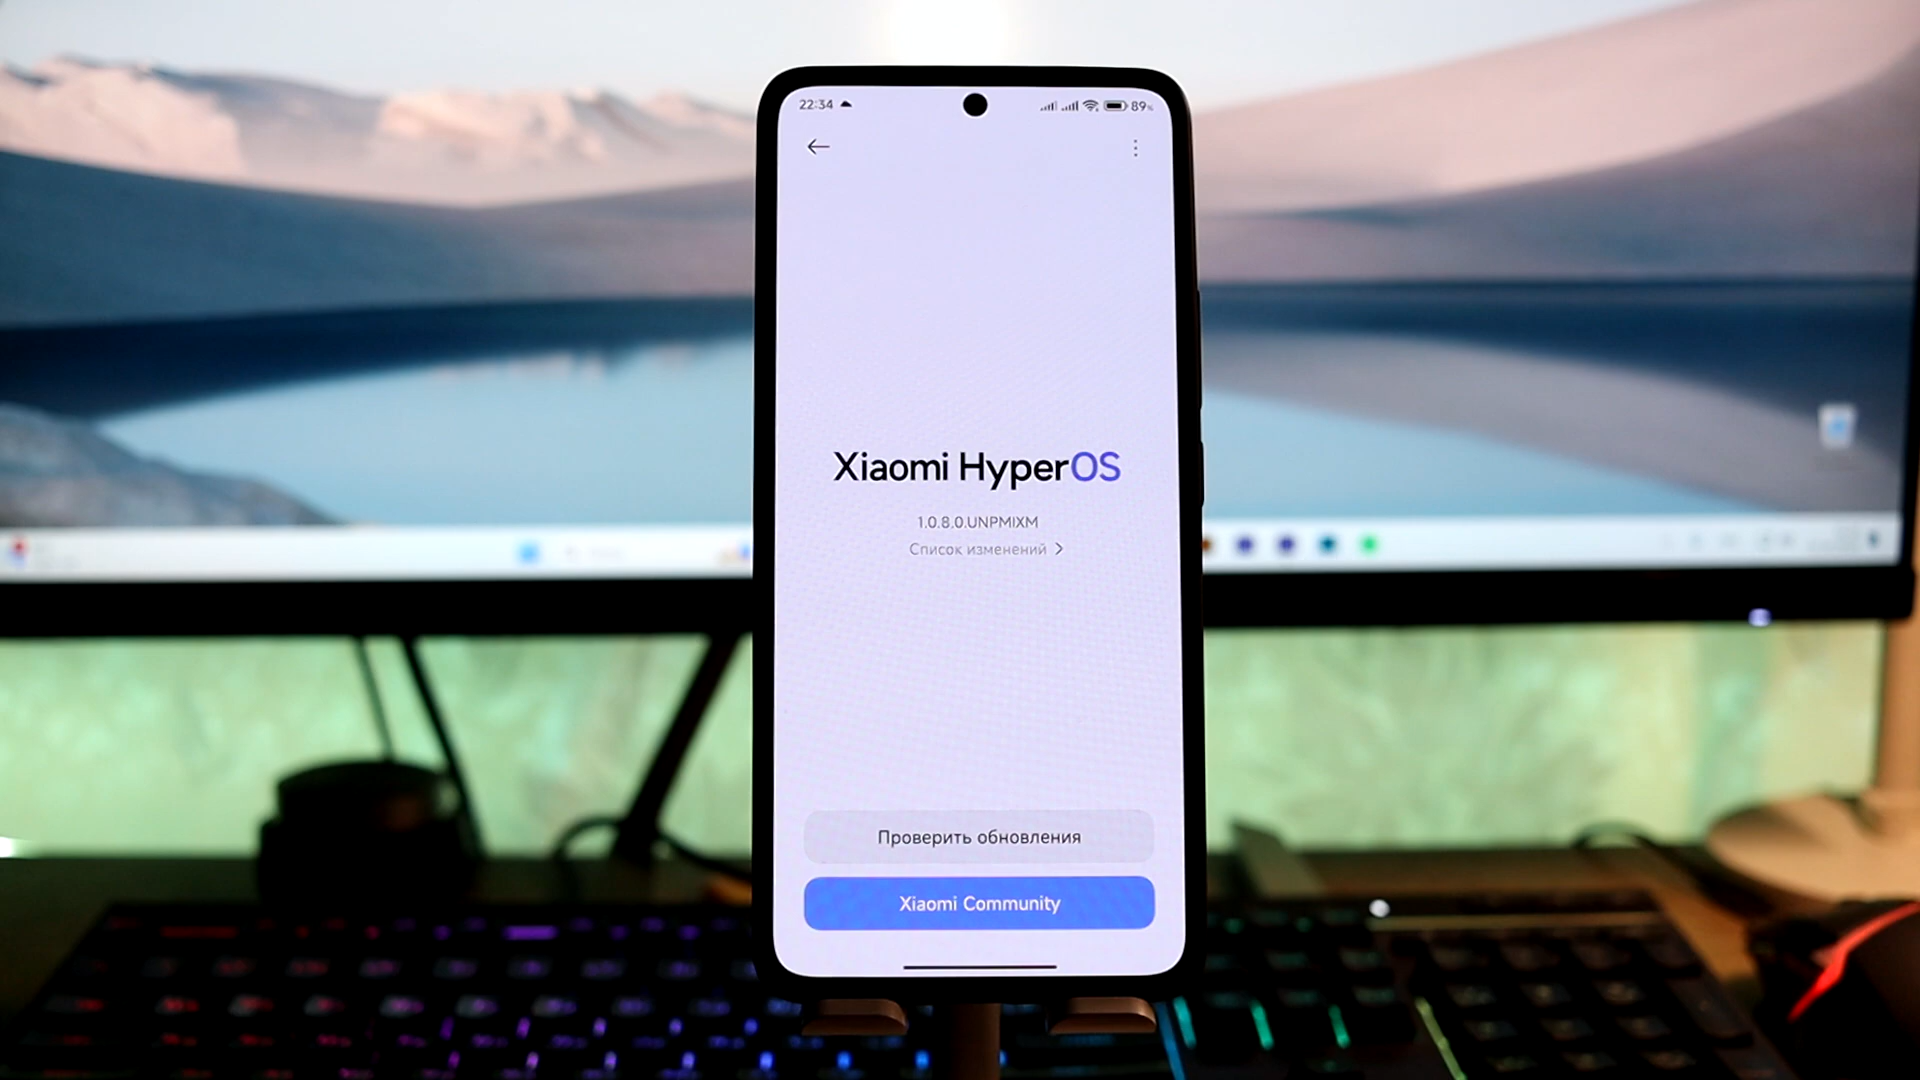 22:34
89%
Xiaomi HyperOS
1.0.8.0.UNPMIXM
Список изменений
Проверить обновления
Xiaomi Community